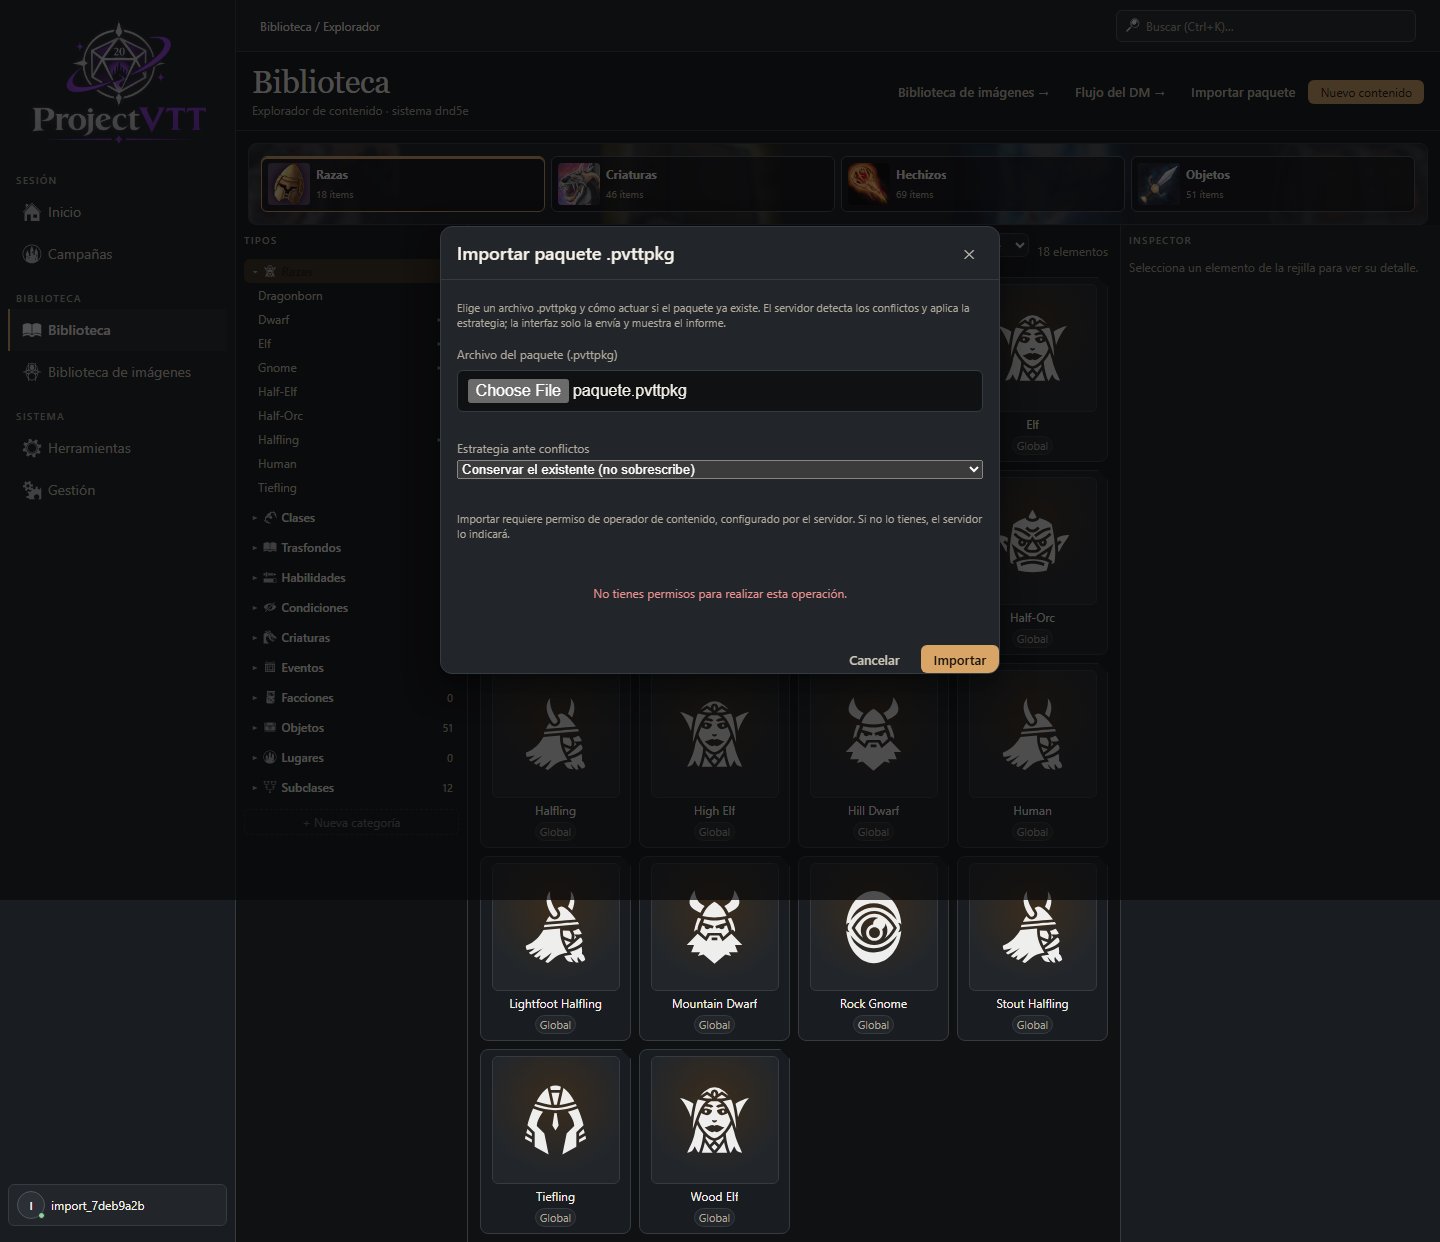 20
ProjectVTT
SESIÓN
Inicio
Campañas
BIBLIOTECA
Biblioteca
Biblioteca de imágenes
SISTEMA
Herramientas
Gestión
I
import_7deb9a2b
Biblioteca / Explorador
Buscar (Ctrl+K)...
Biblioteca
Explorador de contenido · sistema dnd5e
Biblioteca de imágenes →
Flujo del DM →
Importar paquete
Nuevo contenido
Razas
18 ítems
Criaturas
46 ítems
Hechizos
69 ítems
Objetos
51 ítems
TIPOS
Razas
Dragonborn
Dwarf
Elf
Gnome
Half-Elf
Half-Orc
Halfling
Human
Tiefling
Clases
Trasfondos
Habilidades
Condiciones
Criaturas
Eventos
Facciones 0
Objetos 51
Lugares 0
Subclases 12
+ Nueva categoría
18 elementos
INSPECTOR
Selecciona un elemento de la rejilla para ver su detalle.
Importar paquete .pvttpkg
×
Elige un archivo .pvttpkg y cómo actuar si el paquete ya existe. El servidor detecta los conflictos y aplica la
estrategia; la interfaz solo la envía y muestra el informe.
Archivo del paquete (.pvttpkg)
Choose File paquete.pvttpkg
Estrategia ante conflictos
Conservar el existente (no sobrescribe)
Importar requiere permiso de operador de contenido, configurado por el servidor. Si no lo tienes, el servidor
lo indicará.
No tienes permisos para realizar esta operación.
Cancelar
Importar
Elf
Global
Half-Orc
Global
Halfling
Global
High Elf
Global
Hill Dwarf
Global
Human
Global
Lightfoot Halfling
Global
Mountain Dwarf
Global
Rock Gnome
Global
Stout Halfling
Global
Tiefling
Global
Wood Elf
Global